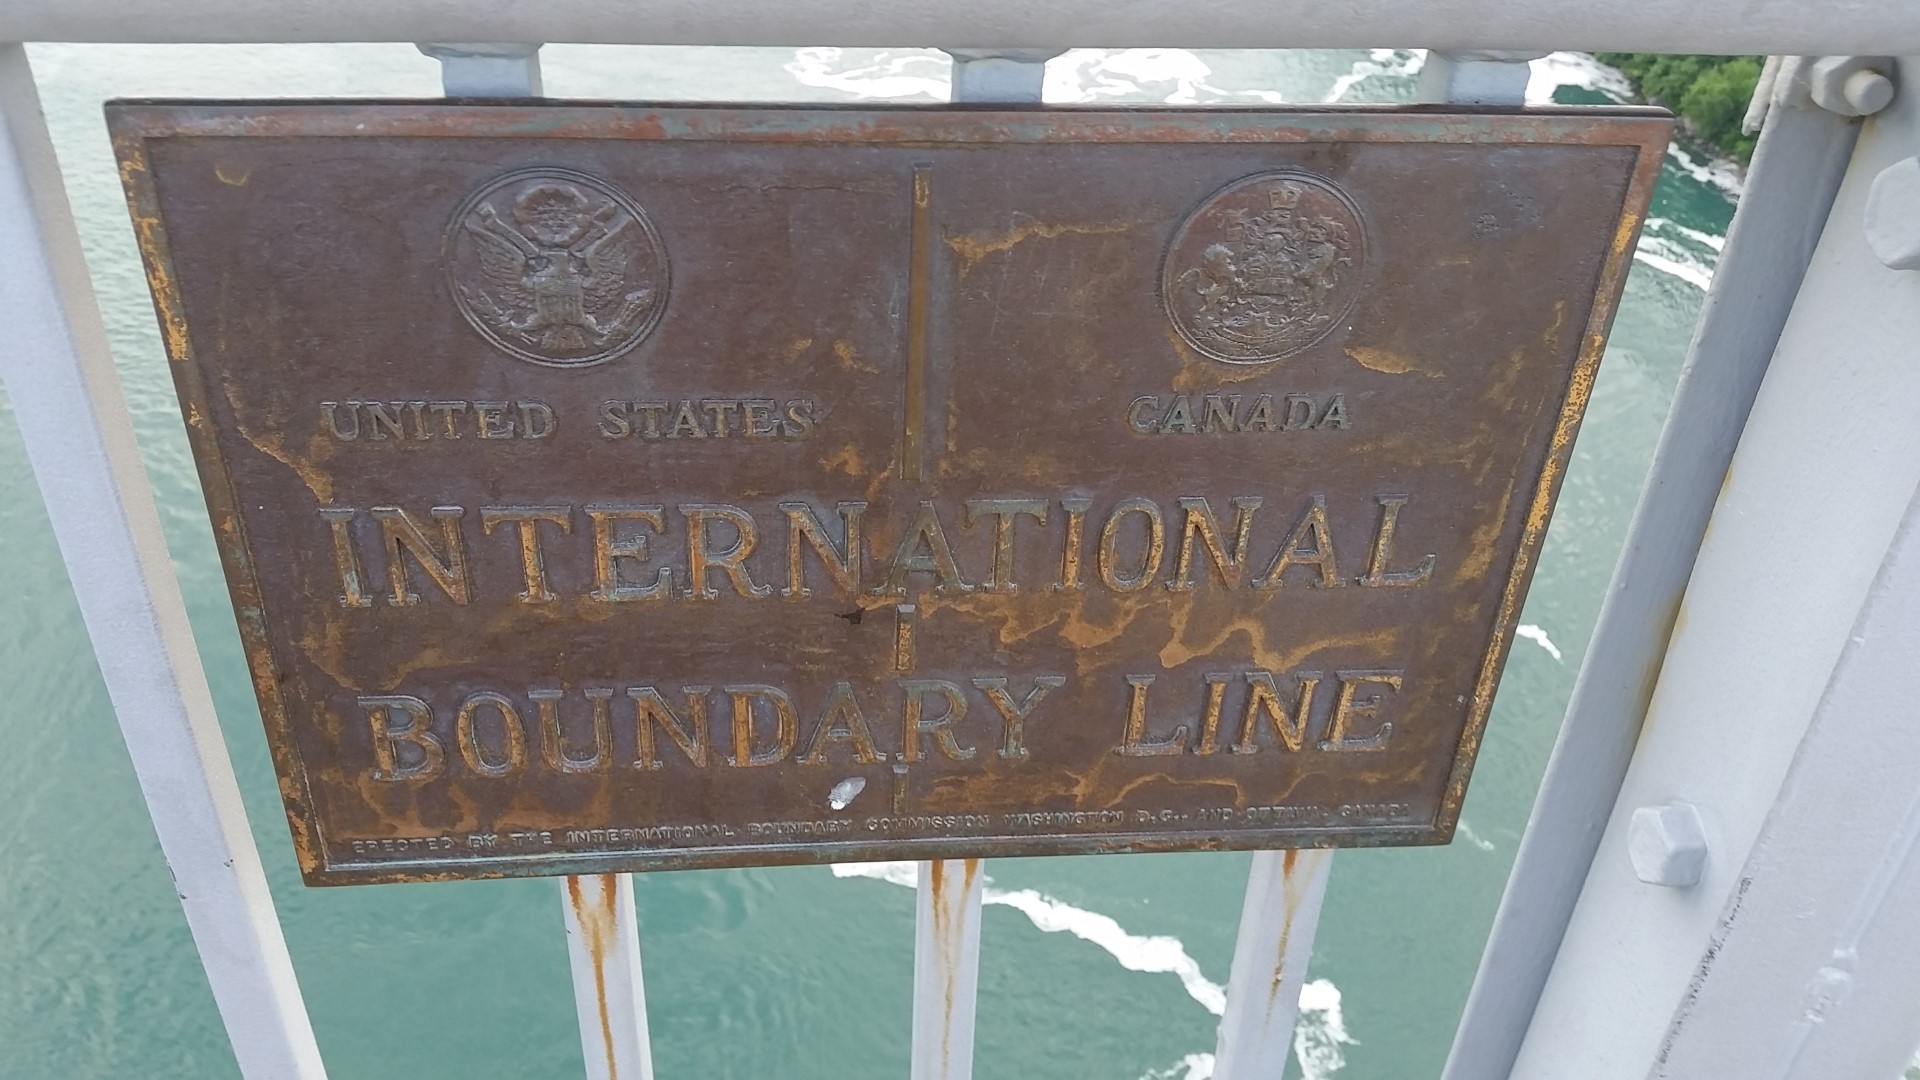 UNITED STATES
CANADA
INTERNATIONAL
BOUNDARY LINE
ERECTED BY THE INTERNATIONAL BOUNDARY COMMISSION WASHINGTON D.C., AND OTTAWA, CANADA